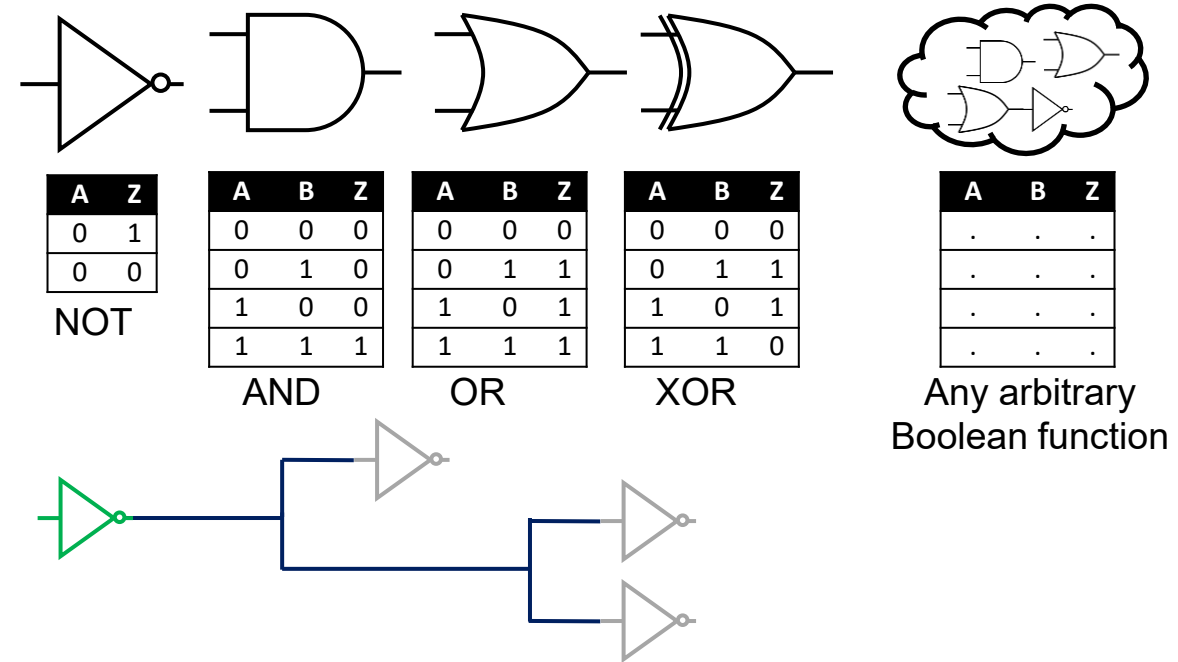 A Z
0 1
0 0
NOT
A B Z
0 0 0
0 1 0
1 0 0
1 1 1
AND
A B Z
0 0 0
0 1 1
1 0 1
1 1 1
OR
A B Z
0 0 0
0 1 1
1 0 1
1 1 0
XOR
A B Z
. . .
. . .
. . .
. . .
Any arbitrary
Boolean function